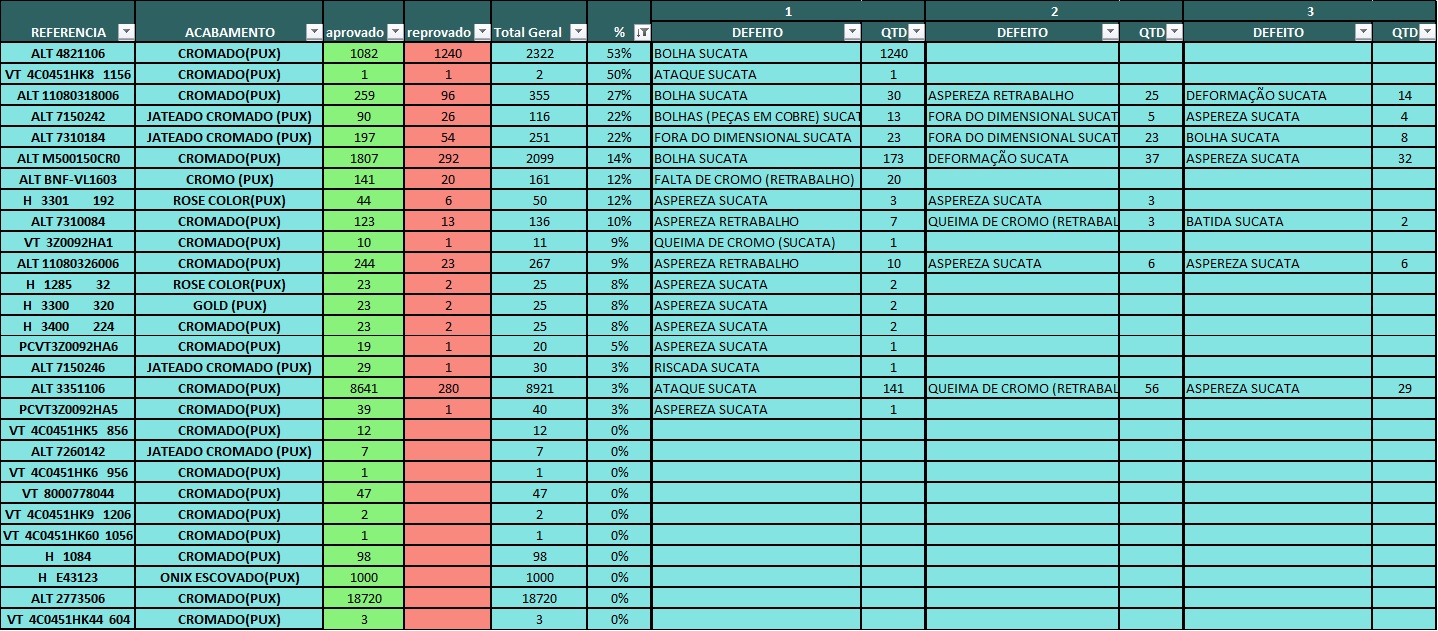 1 2 3
REFERENCIA ACABAMENTO aprovado reprovado Total Geral % DEFEITO QTD DEFEITO QTD DEFEITO QTD
ALT 4821106 CROMADO(PUX) 1082 1240 2322 53% BOLHA SUCATA 1240
VT 4C0451HK8 1156 CROMADO(PUX) 1 1 2 50% ATAQUE SUCATA 1
ALT 11080318006 CROMADO(PUX) 259 96 355 27% BOLHA SUCATA 30 ASPEREZA RETRABALHO 25 DEFORMAÇÃO SUCATA 14
ALT 7150242 JATEADO CROMADO (PUX) 90 26 116 22% BOLHAS (PEÇAS EM COBRE) SUCAT 13 FORA DO DIMENSIONAL SUCAT 5 ASPEREZA SUCATA 4
ALT 7310184 JATEADO CROMADO (PUX) 197 54 251 22% FORA DO DIMENSIONAL SUCATA 23 FORA DO DIMENSIONAL SUCAT 23 BOLHA SUCATA 8
ALT M500150CR0 CROMADO(PUX) 1807 292 2099 14% BOLHA SUCATA 173 DEFORMAÇÃO SUCATA 37 ASPEREZA SUCATA 32
ALT BNF-VL1603 CROMO (PUX) 141 20 161 12% FALTA DE CROMO (RETRABALHO) 20
H 3301 192 ROSE COLOR(PUX) 44 6 50 12% ASPEREZA SUCATA 3 ASPEREZA SUCATA 3
ALT 7310084 CROMADO(PUX) 123 13 136 10% ASPEREZA RETRABALHO 7 QUEIMA DE CROMO (RETRABAL 3 BATIDA SUCATA 2
VT 3Z0092HA1 CROMADO(PUX) 10 1 11 9% QUEIMA DE CROMO (SUCATA) 1
ALT 11080326006 CROMADO(PUX) 244 23 267 9% ASPEREZA RETRABALHO 10 ASPEREZA SUCATA 6 ASPEREZA SUCATA 6
H 1285 32 ROSE COLOR(PUX) 23 2 25 8% ASPEREZA SUCATA 2
H 3300 320 GOLD (PUX) 23 2 25 8% ASPEREZA SUCATA 2
H 3400 224 CROMADO(PUX) 23 2 25 8% ASPEREZA SUCATA 2
PCVT3Z0092HA6 CROMADO(PUX) 19 1 20 5% ASPEREZA SUCATA 1
ALT 7150246 JATEADO CROMADO (PUX) 29 1 30 3% RISCADA SUCATA 1
ALT 3351106 CROMADO(PUX) 8641 280 8921 3% ATAQUE SUCATA 141 QUEIMA DE CROMO (RETRABAL 56 ASPEREZA SUCATA 29
PCVT3Z0092HA5 CROMADO(PUX) 39 1 40 3% ASPEREZA SUCATA 1
VT 4C0451HK5 856 CROMADO(PUX) 12 12 0%
ALT 7260142 JATEADO CROMADO (PUX) 7 7 0%
VT 4C0451HK6 956 CROMADO(PUX) 1 1 0%
VT 8000778044 CROMADO(PUX) 47 47 0%
VT 4C0451HK9 1206 CROMADO(PUX) 2 2 0%
VT 4C0451HK60 1056 CROMADO(PUX) 1 1 0%
H 1084 CROMADO(PUX) 98 98 0%
H E43123 ONIX ESCOVADO(PUX) 1000 1000 0%
ALT 2773506 CROMADO(PUX) 18720 18720 0%
VT 4C0451HK44 604 CROMADO(PUX) 3 3 0%